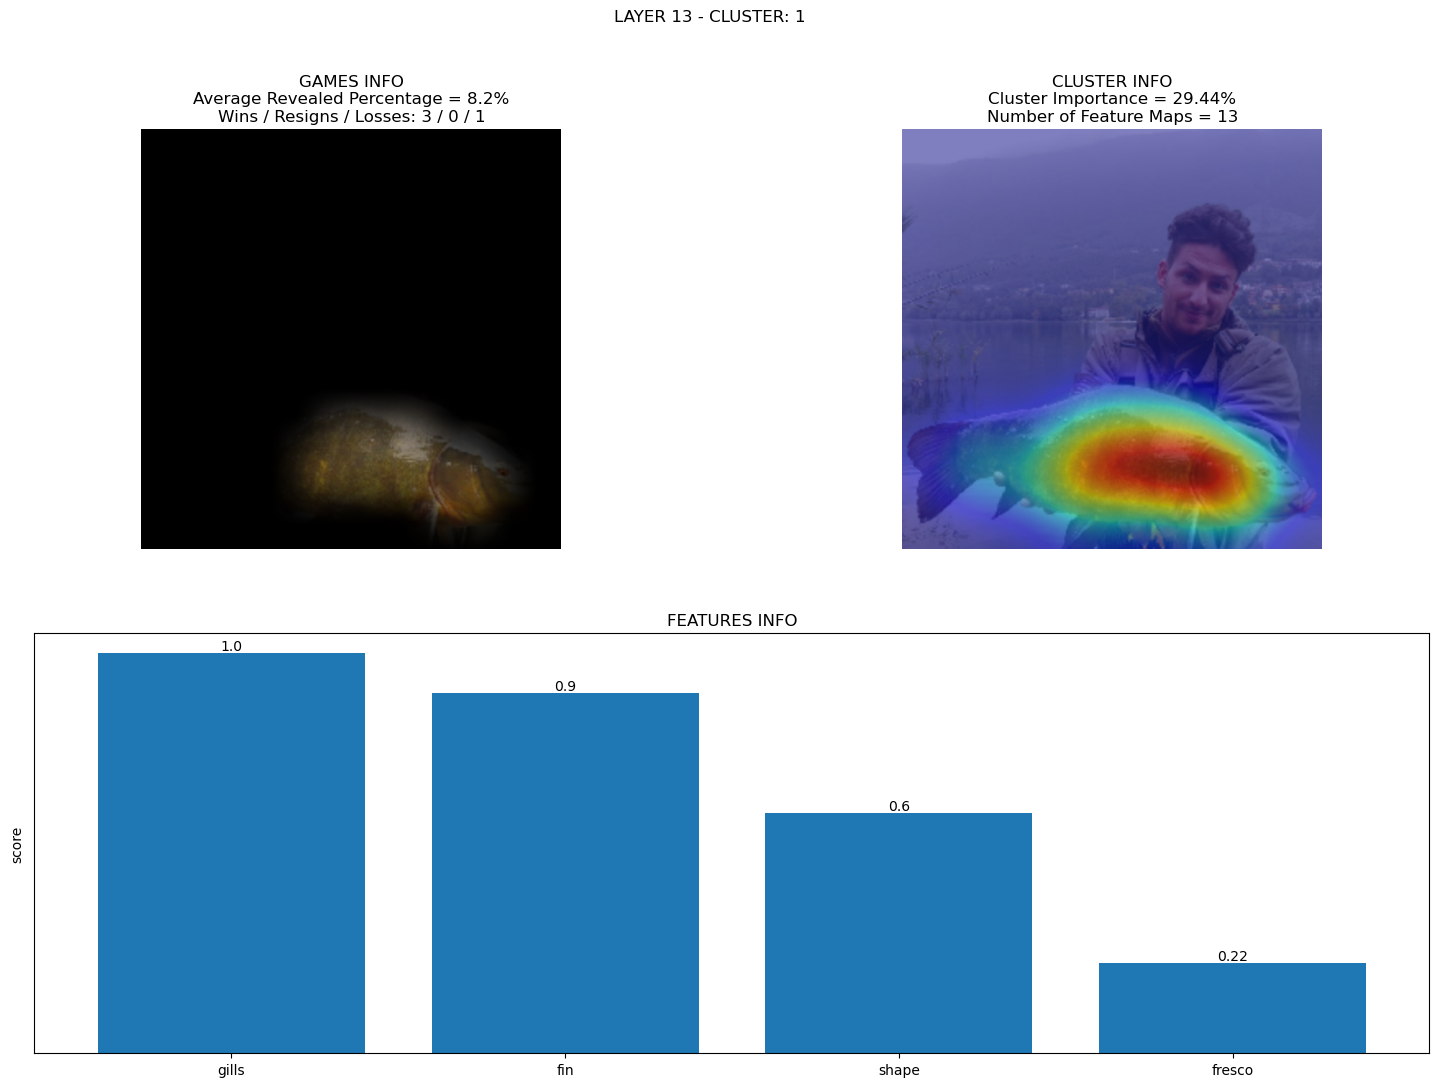 LAYER 13 - CLUSTER: 1
GAMES INFO
Average Revealed Percentage = 8.2%
Wins / Resigns / Losses: 3 / 0 / 1
CLUSTER INFO
Cluster Importance = 29.44%
Number of Feature Maps = 13
FEATURES INFO
score
1.0
0.9
0.6
0.22
gills
fin
shape
fresco